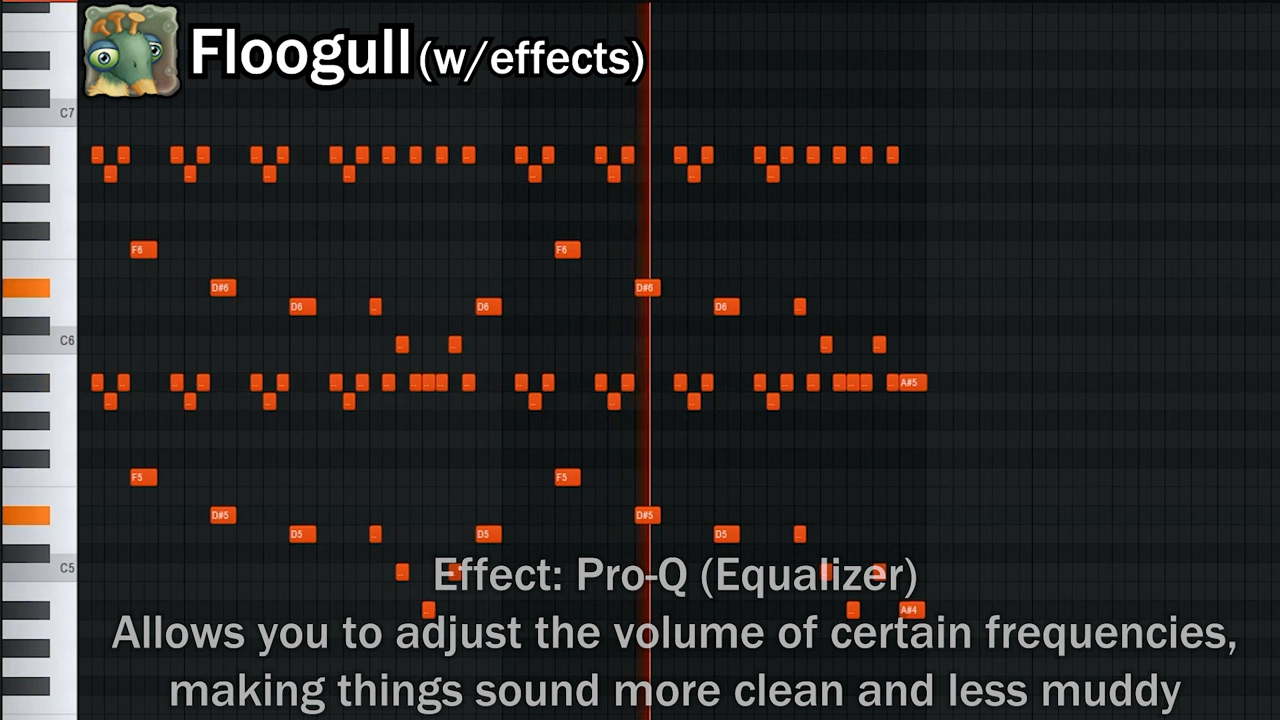 Floogull (w/effects)
C7
F6 F6
D#6 D#6
D6 D6 D6
C6
A#5
F5 F5
D#5 D#5
D5 D5 D5
C5
Effect: Pro-Q (Equalizer)
A#4
Allows you to adjust the volume of certain frequencies,
making things sound more clean and less muddy